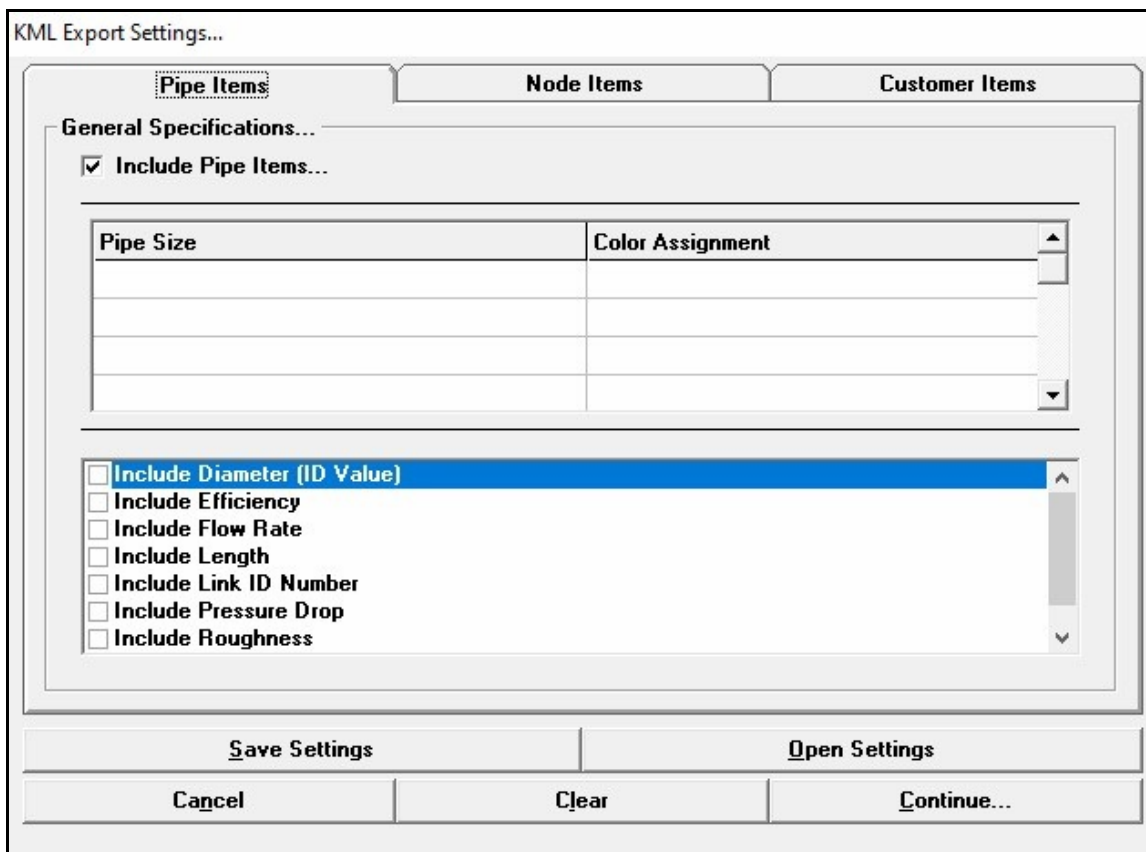 KML Export Settings...
Pipe Items Node Items Customer Items
General Specifications...
Include Pipe Items...
Pipe Size Color Assignment
Include Diameter (ID Value)
Include Efficiency
Include Flow Rate
Include Length
Include Link ID Number
Include Pressure Drop
Include Roughness
Save Settings Open Settings
Cancel Clear Continue...